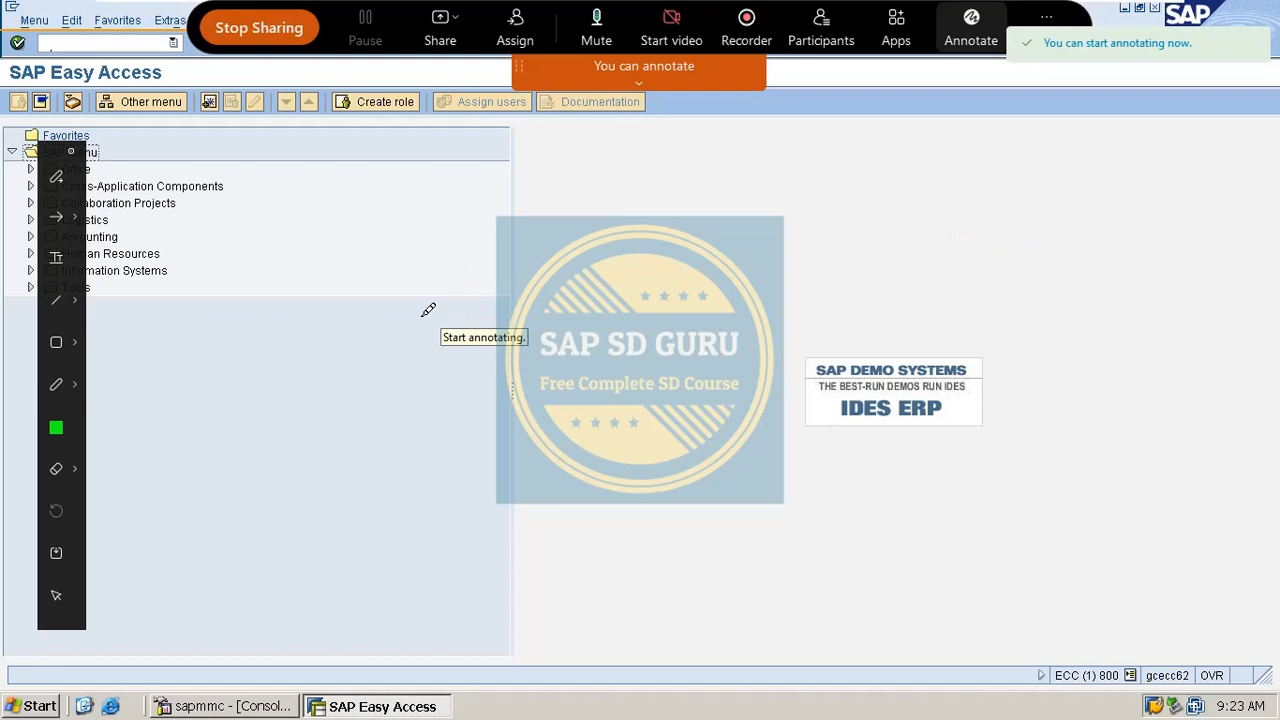 Menu Edit Favorites Extras
Stop Sharing
Pause
Share
Assign
Mute
Stop video
Recorder
Participants
Apps
Annotate
SAP
You can start annotating now.
You can annotate
SAP Easy Access
Other menu
Create role
Assign users
Documentation
Favorites
Cross-Application Components
Collaboration Projects
Accounting
Human Resources
Information Systems
Tools
Start annotating.
SAP SD GURU
Free Complete SD Course
SAP DEMO SYSTEMS
THE BEST-RUN DEMOS RUN IDES
IDES ERP
ECC (1) 800
gcecc62
OVR
Start
sapmmc - [Consol...
SAP Easy Access
9:23 AM